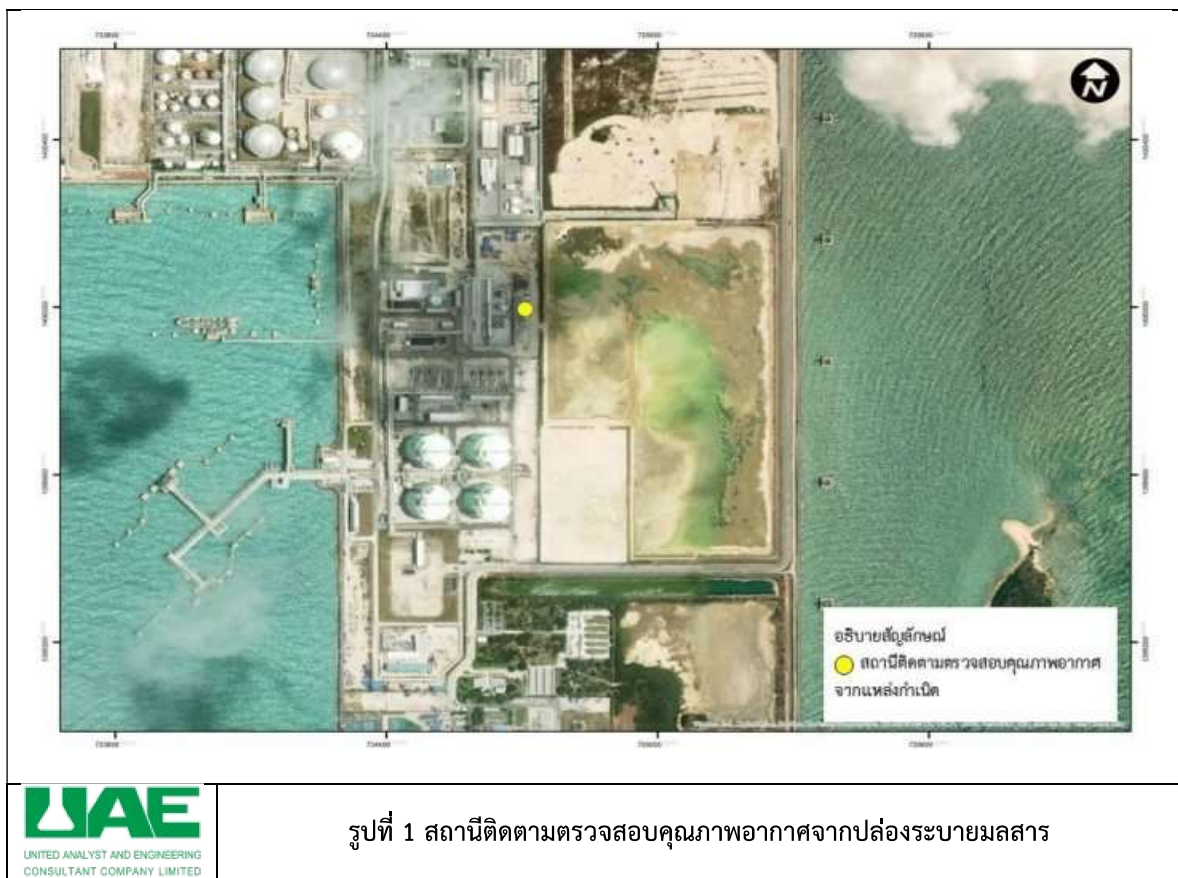 N
อธิบายสัญลักษณ์
สถานีติดตามตรวจสอบคุณภาพอากาศ
จากแหล่งกำเนิด
UAE
UNITED ANALYST AND ENGINEERING
CONSULTANT COMPANY LIMITED
รูปที่ 1 สถานีติดตามตรวจสอบคุณภาพอากาศจากปล่องระบายมลสาร